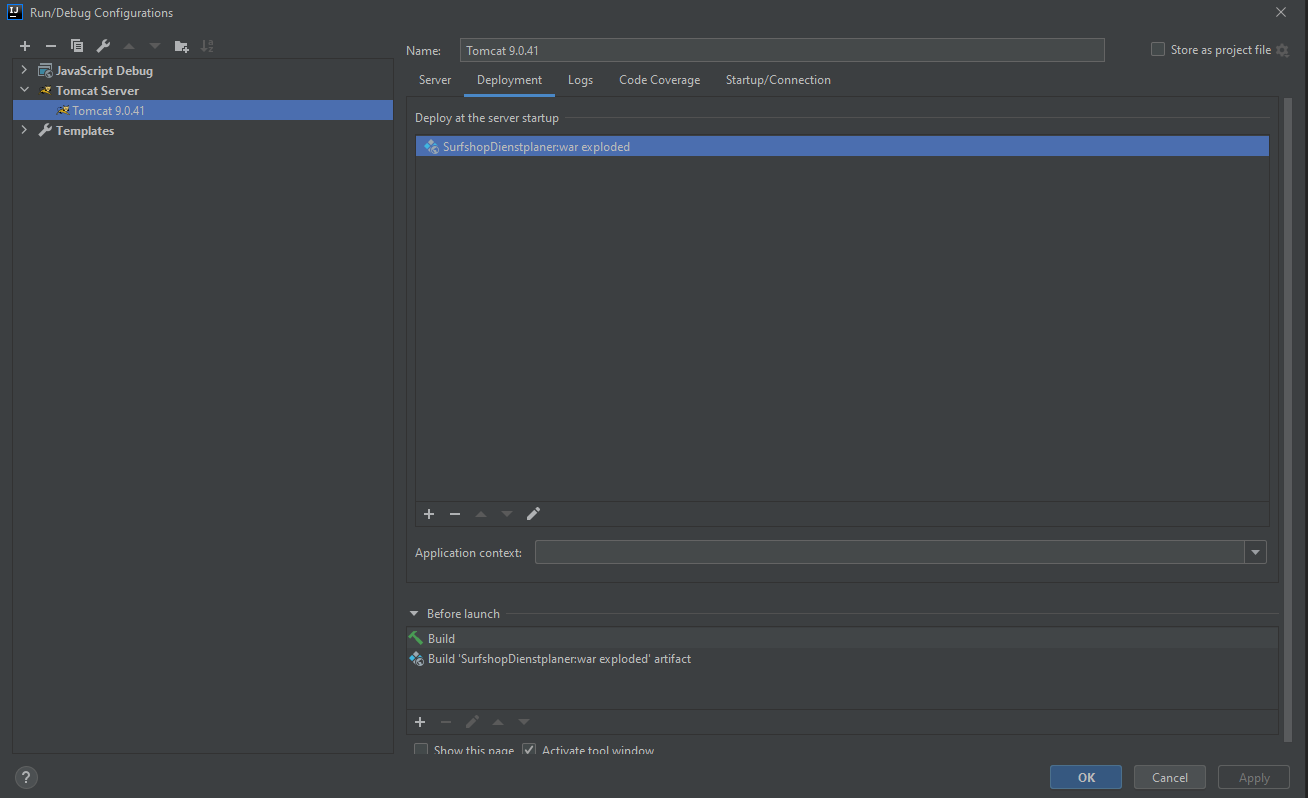 Run/Debug Configurations
Name: Tomcat 9.0.41 Store as project file
JavaScript Debug
Tomcat Server
Tomcat 9.0.41
Templates
Server Deployment Logs Code Coverage Startup/Connection
Deploy at the server startup
SurfshopDienstplaner:war exploded
Application context:
Before launch
Build
Build 'SurfshopDienstplaner:war exploded' artifact
Show this page Activate tool window
? OK Cancel Apply